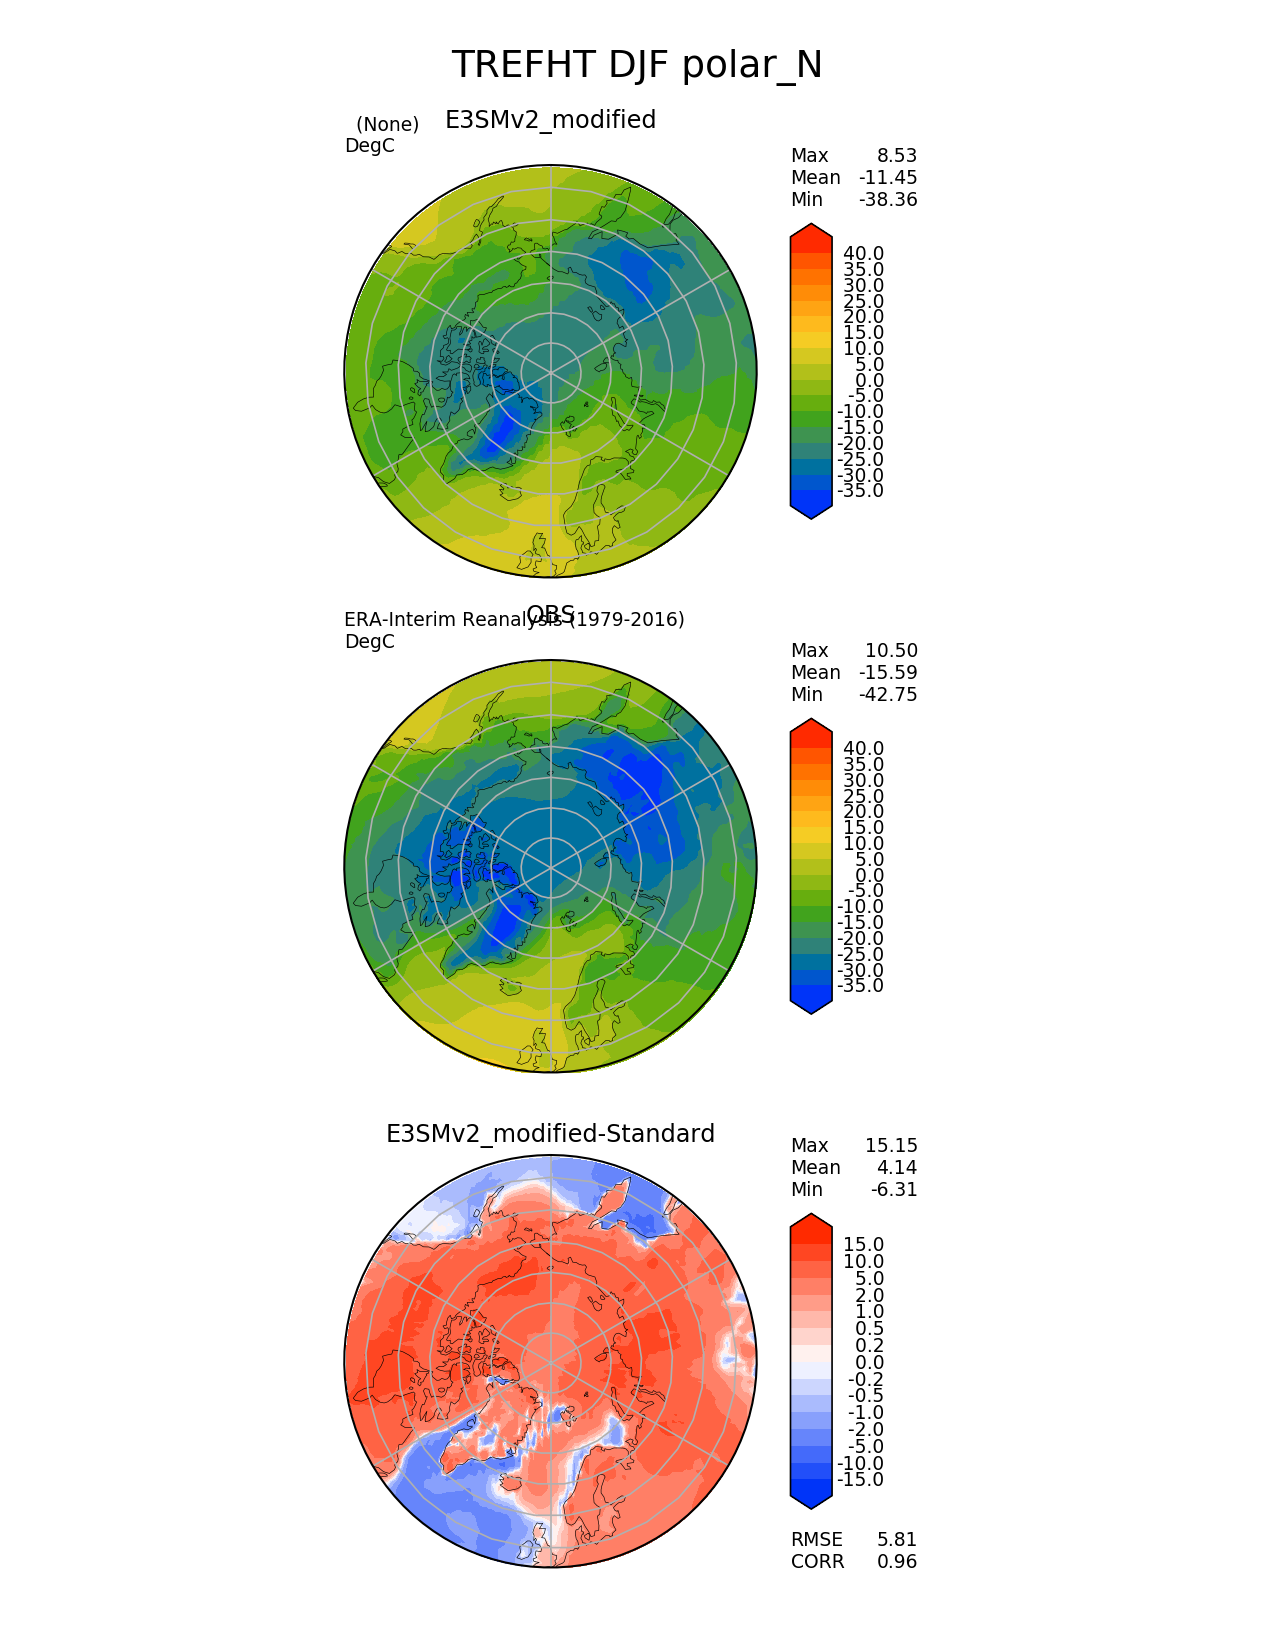 TREFHT DJF polar_N
E3SMv2_modified
(None)
DegC
Max 8.53
Mean -11.45
Min -38.36
40.0
35.0
30.0
25.0
20.0
15.0
10.0
5.0
0.0
-5.0
-10.0
-15.0
-20.0
-25.0
-30.0
-35.0
OBS
ERA-Interim Reanalysis (1979-2016)
DegC
Max 10.50
Mean -15.59
Min -42.75
40.0
35.0
30.0
25.0
20.0
15.0
10.0
5.0
0.0
-5.0
-10.0
-15.0
-20.0
-25.0
-30.0
-35.0
E3SMv2_modified-Standard
Max 15.15
Mean 4.14
Min -6.31
15.0
10.0
5.0
2.0
1.0
0.5
0.2
0.0
-0.2
-0.5
-1.0
-2.0
-5.0
-10.0
-15.0
RMSE 5.81
CORR 0.96